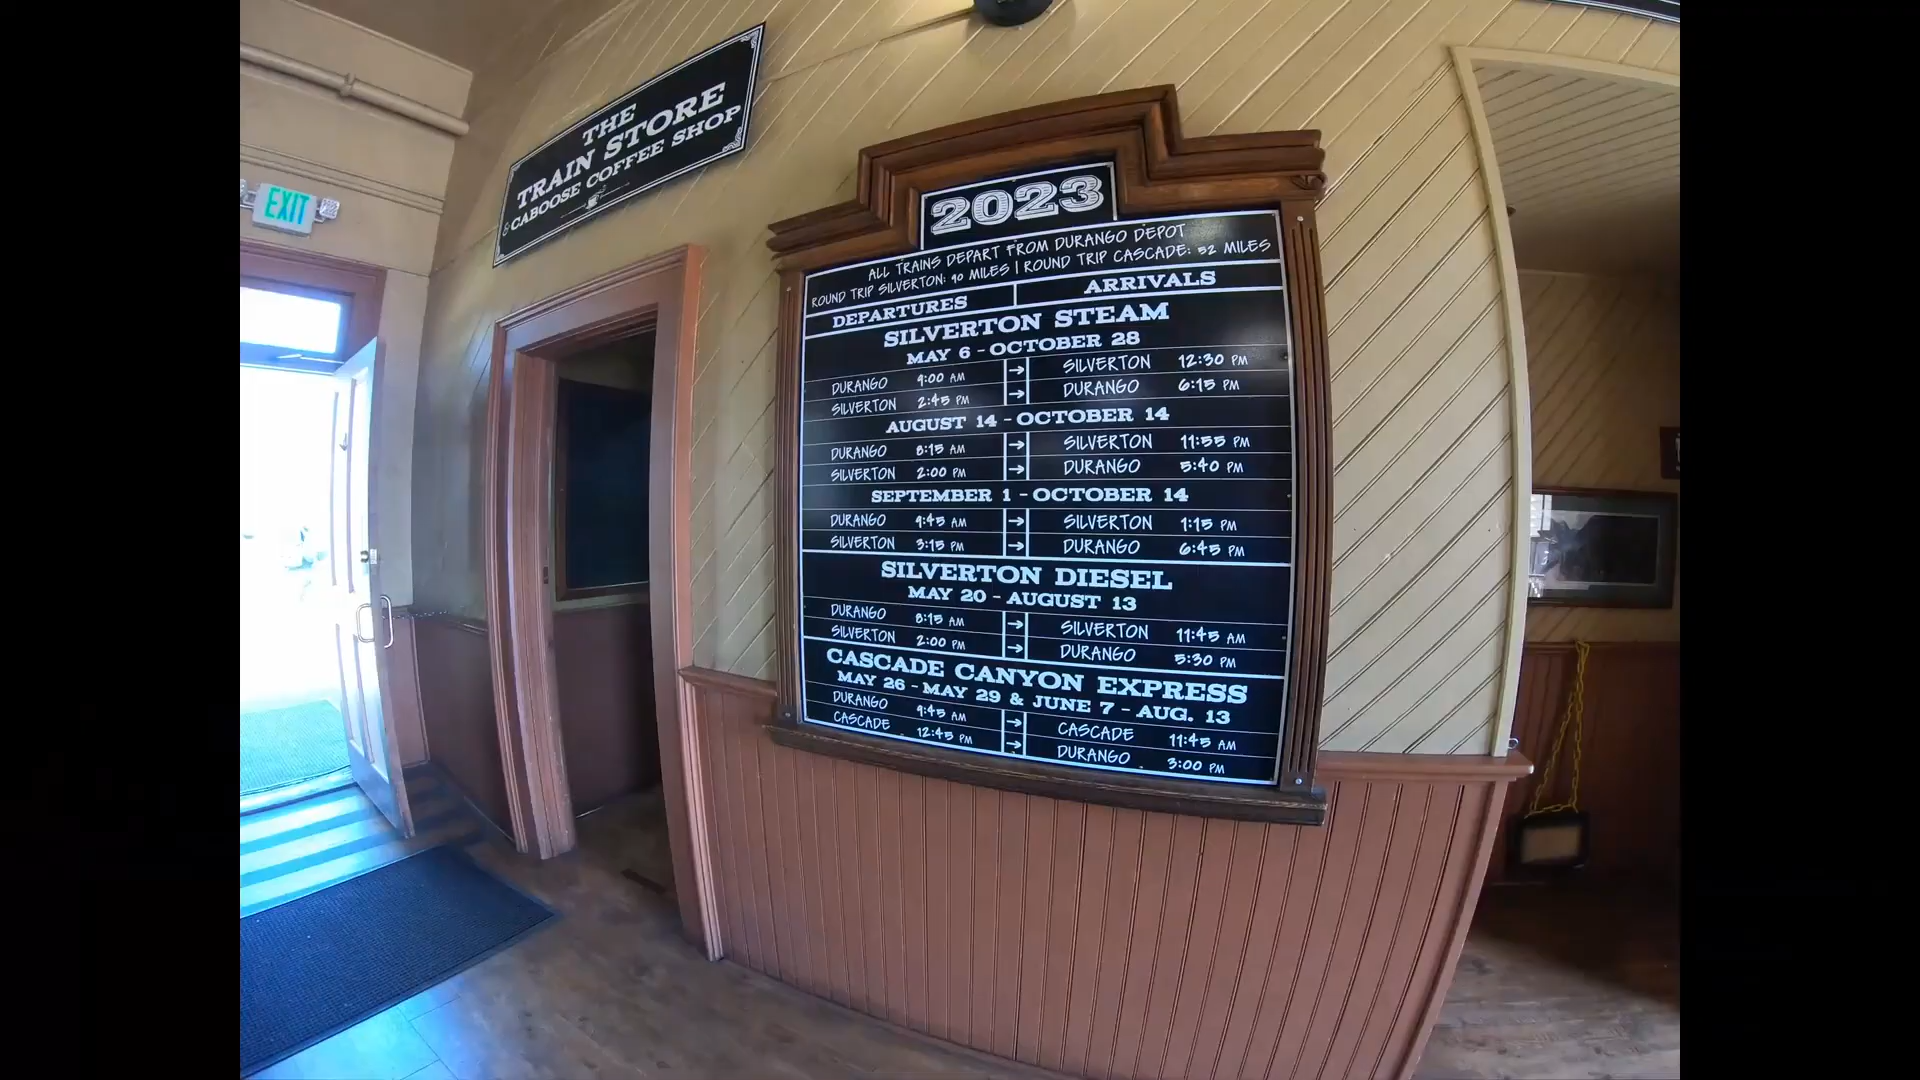 THE
TRAIN STORE
& CABOOSE COFFEE SHOP
EXIT
2023
ALL TRAINS DEPART FROM DURANGO DEPOT
ROUND TRIP SILVERTON: 90 MILES | ROUND TRIP CASCADE: 52 MILES
DEPARTURES ARRIVALS
SILVERTON STEAM
MAY 6 - OCTOBER 28
DURANGO 9:00 AM → SILVERTON 12:30 PM
SILVERTON 2:45 PM → DURANGO 6:15 PM
AUGUST 14 - OCTOBER 14
DURANGO 8:15 AM → SILVERTON 11:55 PM
SILVERTON 2:00 PM → DURANGO 5:40 PM
SEPTEMBER 1 - OCTOBER 14
DURANGO 9:45 AM → SILVERTON 1:15 PM
SILVERTON 3:15 PM → DURANGO 6:45 PM
SILVERTON DIESEL
MAY 20 - AUGUST 13
DURANGO 8:15 AM → SILVERTON 11:45 AM
SILVERTON 2:00 PM → DURANGO 5:30 PM
CASCADE CANYON EXPRESS
MAY 26 - MAY 29 & JUNE 7 - AUG. 13
DURANGO 9:45 AM → CASCADE 11:45 AM
CASCADE 12:45 PM → DURANGO 3:00 PM